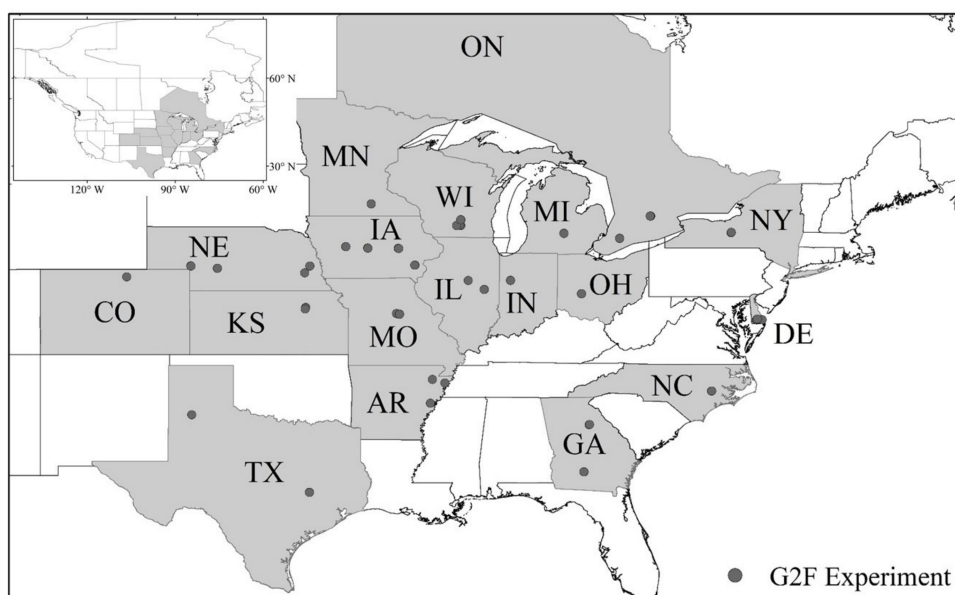 60° N
30° N
120° W 90° W 60° W
ON
MN
WI
MI
NY
IA
NE
IL
IN
OH
CO
KS
MO
DE
AR
NC
GA
TX
G2F Experiment